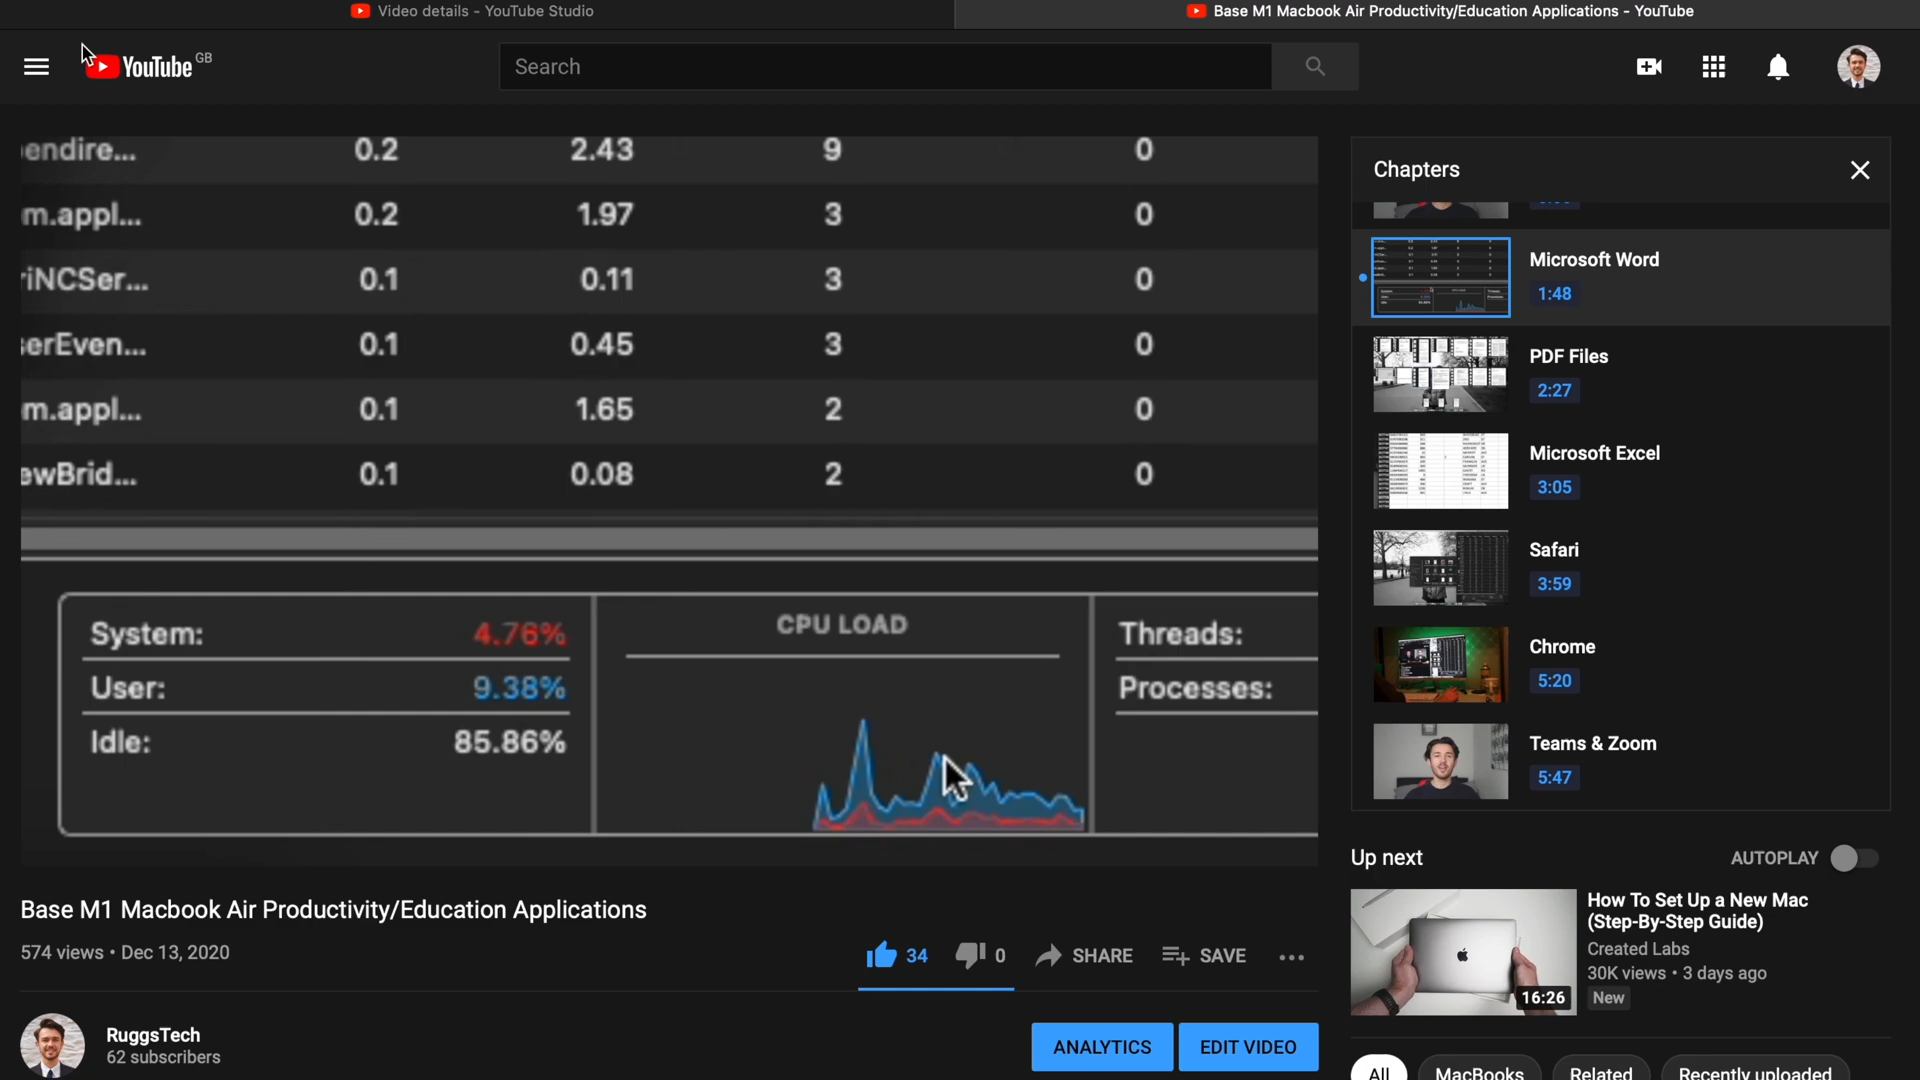 Video details - YouTube Studio
Base M1 Macbook Air Productivity/Education Applications - YouTube
YouTube GB
Search
endire... 0.2 2.43 9 0
m.appl... 0.2 1.97 3 0
riNCSer... 0.1 0.11 3 0
serEven... 0.1 0.45 3 0
m.appl... 0.1 1.65 2 0
ewBrid... 0.1 0.08 2 0
System: 4.76%
User: 9.38%
Idle: 85.86%
CPU LOAD
Threads:
Processes:
Base M1 Macbook Air Productivity/Education Applications
574 views • Dec 13, 2020
34 0 SHARE SAVE
RuggsTech
62 subscribers
ANALYTICS EDIT VIDEO
Chapters
Microsoft Word
1:48
PDF Files
2:27
Microsoft Excel
3:05
Safari
3:59
Chrome
5:20
Teams & Zoom
5:47
Up next AUTOPLAY
16:26
How To Set Up a New Mac
(Step-By-Step Guide)
Created Labs
30K views • 3 days ago
New
All MacBooks Related Recently uploaded